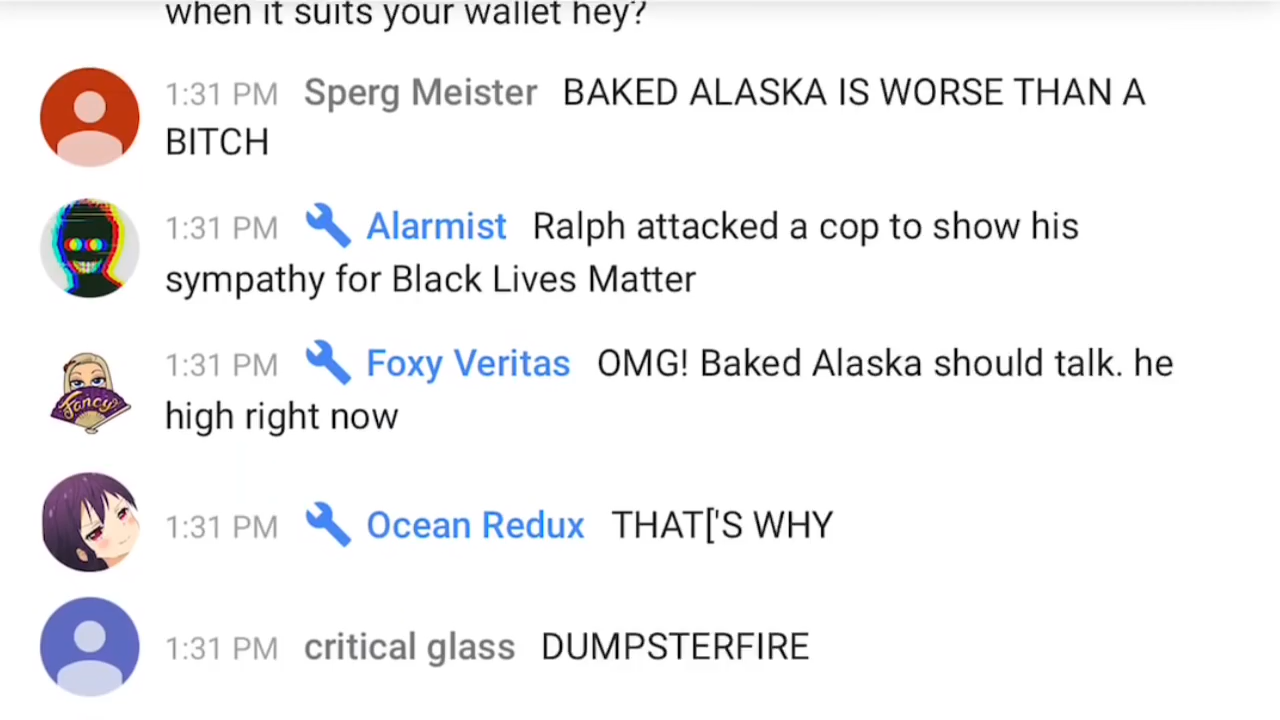 when it suits your wallet hey?
1:31 PM Sperg Meister BAKED ALASKA IS WORSE THAN A
BITCH
1:31 PM Alarmist Ralph attacked a cop to show his
sympathy for Black Lives Matter
1:31 PM Foxy Veritas OMG! Baked Alaska should talk. he
high right now
Fancy
1:31 PM Ocean Redux THAT['S WHY
1:31 PM critical glass DUMPSTERFIRE